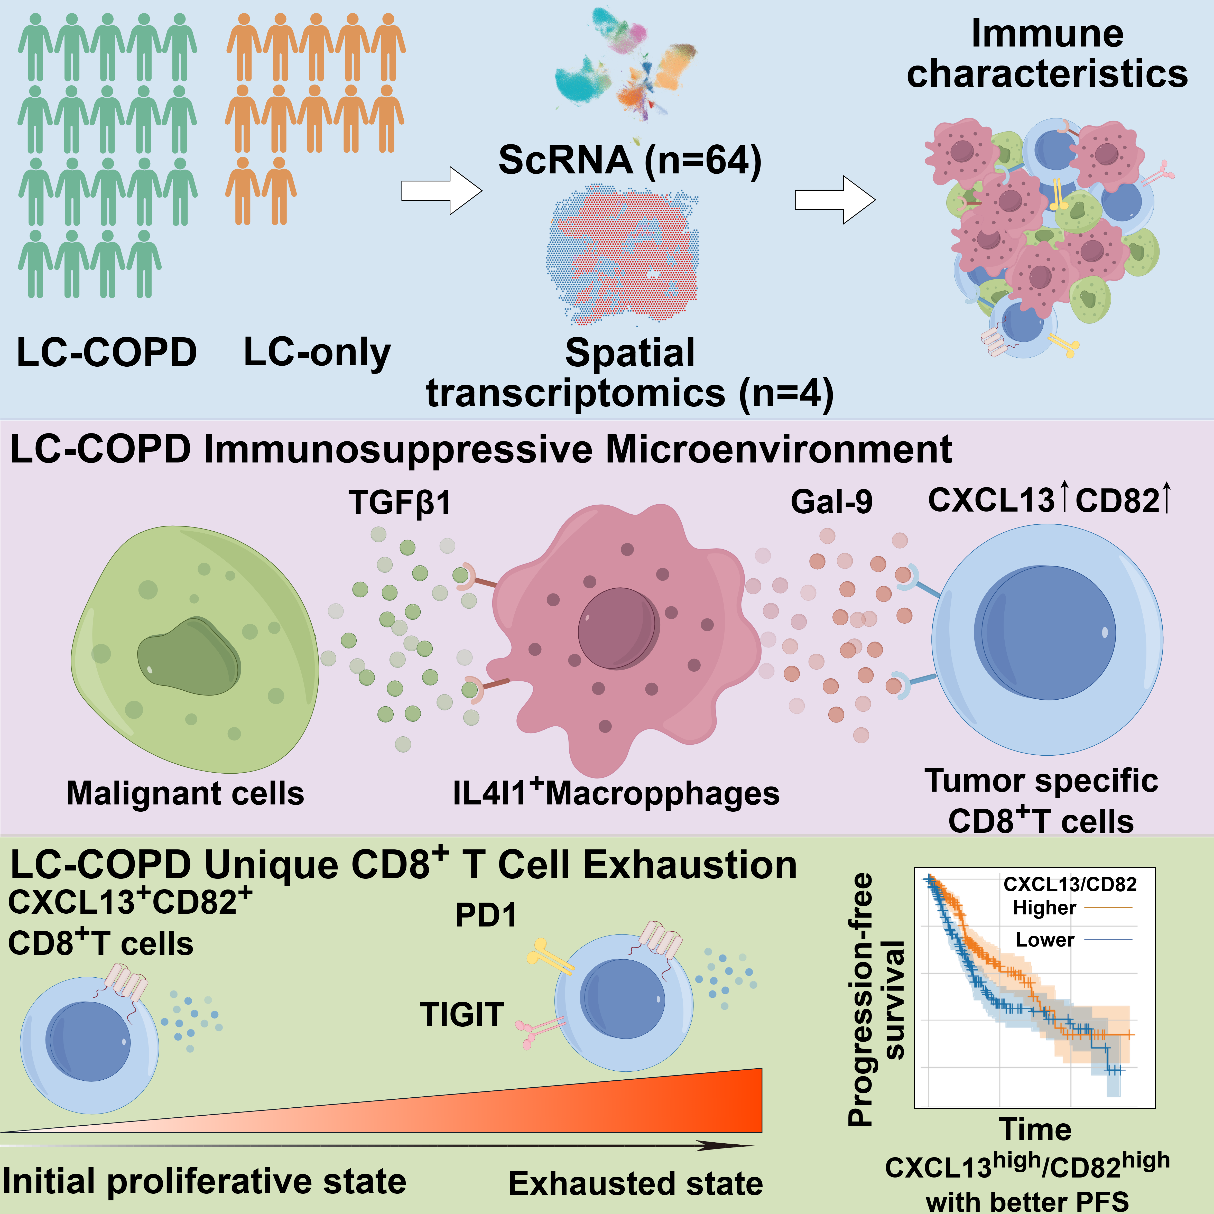 Immune
characteristics
ScRNA (n=64)
LC-COPD
LC-only
Spatial
transcriptomics (n=4)
LC-COPD Immunosuppressive Microenvironment
TGFβ1
Gal-9
CXCL13↑CD82↑
Malignant cells
IL4I1⁺Macropphages
Tumor specific
CD8⁺T cells
LC-COPD Unique CD8⁺ T Cell Exhaustion
CXCL13⁺CD82⁺
CD8⁺T cells
PD1
TIGIT
Initial proliferative state
Exhausted state
Progression-free
survival
CXCL13/CD82
Higher
Lower
Time
CXCL13ʰⁱᵍʰ/CD82ʰⁱᵍʰ
with better PFS